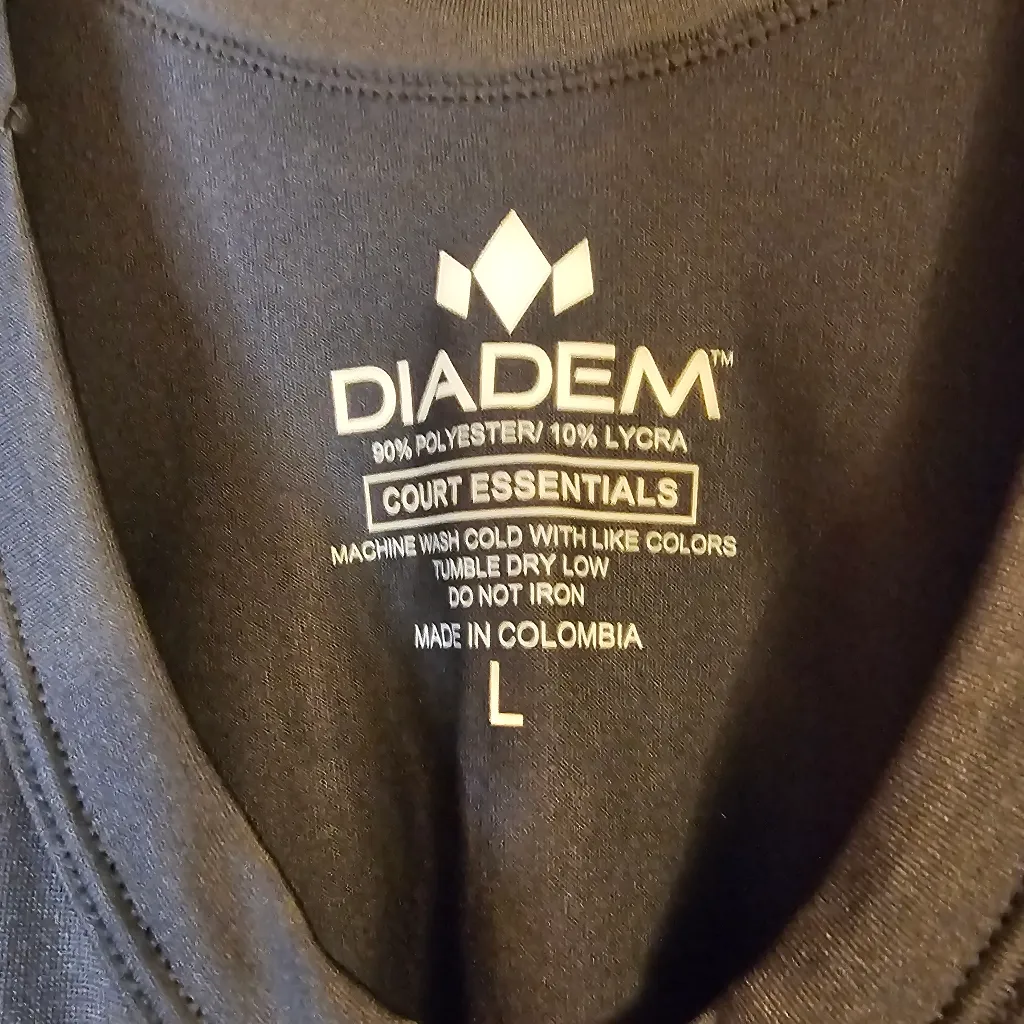 DIADEM™
90% POLYESTER/ 10% LYCRA
COURT ESSENTIALS
MACHINE WASH COLD WITH LIKE COLORS
TUMBLE DRY LOW
DO NOT IRON
MADE IN COLOMBIA
L